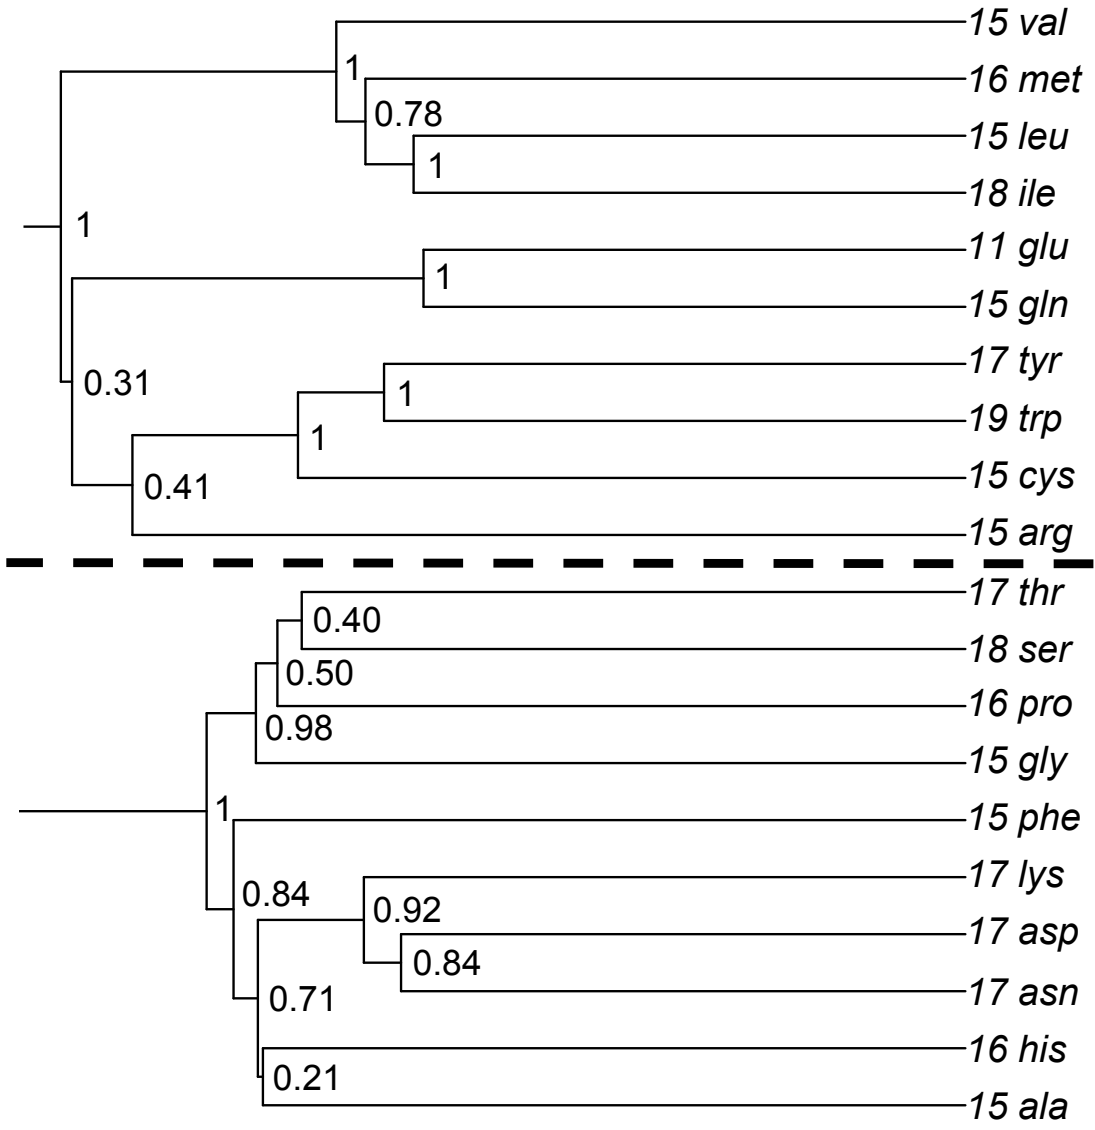 15 val
1
16 met
0.78
15 leu
1
18 ile
1
11 glu
1
15 gln
17 tyr
0.31
1
19 trp
1
15 cys
0.41
15 arg
17 thr
0.40
18 ser
0.50
16 pro
0.98
15 gly
1
15 phe
17 lys
0.84
0.92
17 asp
0.84
17 asn
0.71
16 his
0.21
15 ala